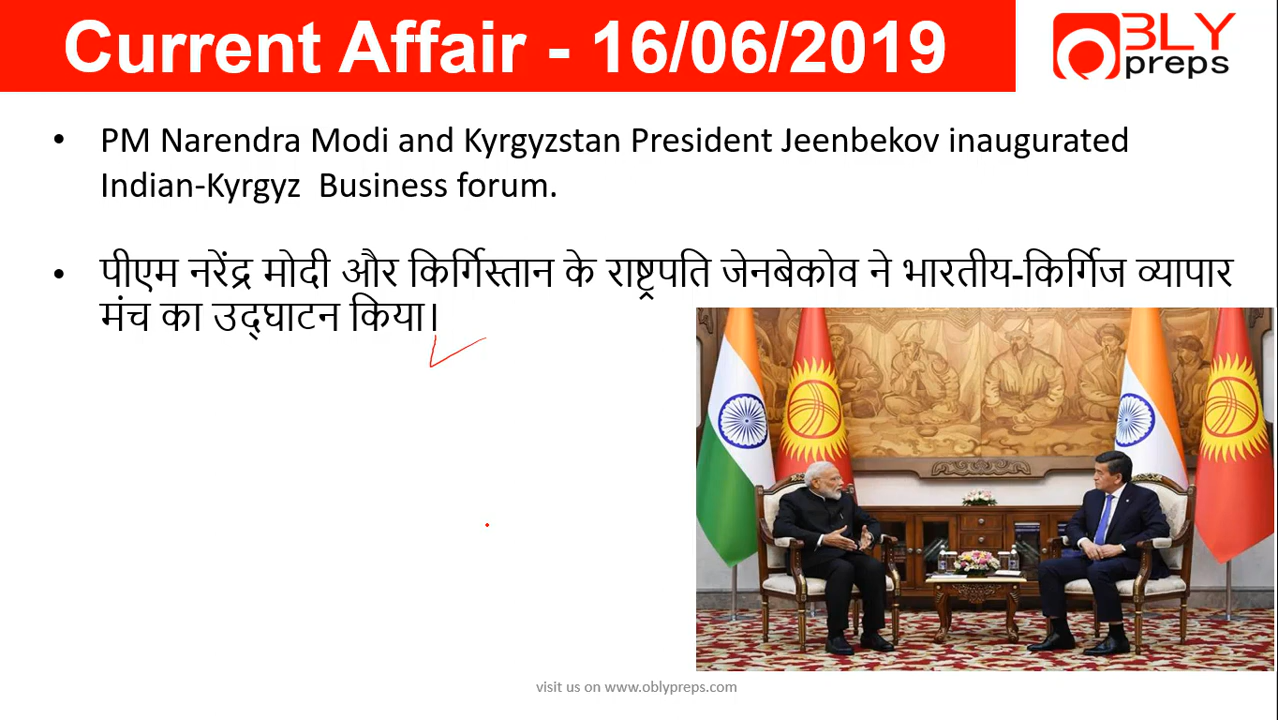 Current Affair - 16/06/2019
OBLY
preps
• PM Narendra Modi and Kyrgyzstan President Jeenbekov inaugurated
Indian-Kyrgyz Business forum.
• पीएम नरेंद्र मोदी और किर्गिस्तान के राष्ट्रपति जेनबेकोव ने भारतीय-किर्गिज व्यापार
मंच का उद्घाटन किया।
visit us on www.oblypreps.com